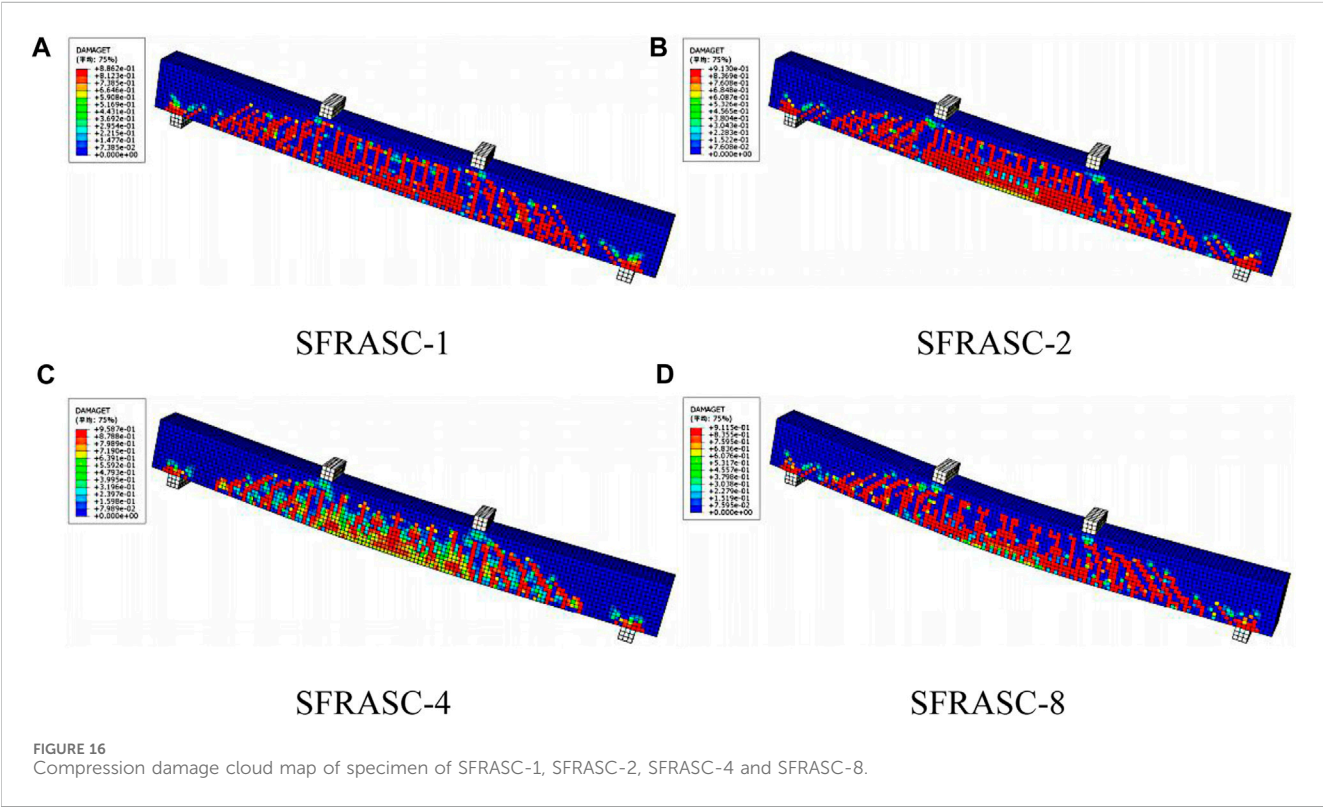 A
DAMAGET
(平均: 75%)
+8.862e-01
+8.123e-01
+7.385e-01
+6.646e-01
+5.908e-01
+5.169e-01
+4.431e-01
+3.692e-01
+2.954e-01
+2.215e-01
+1.477e-01
+7.385e-02
+0.000e+00
SFRASC-1
B
DAMAGET
(平均: 75%)
+9.130e-01
+8.369e-01
+7.608e-01
+6.848e-01
+6.087e-01
+5.326e-01
+4.565e-01
+3.804e-01
+3.043e-01
+2.283e-01
+1.522e-01
+7.608e-02
+0.000e+00
SFRASC-2
C
DAMAGET
(平均: 75%)
+9.587e-01
+8.788e-01
+7.989e-01
+7.190e-01
+6.391e-01
+5.592e-01
+4.793e-01
+3.995e-01
+3.196e-01
+2.397e-01
+1.598e-01
+7.989e-02
+0.000e+00
SFRASC-4
D
DAMAGET
(平均: 75%)
+9.115e-01
+8.355e-01
+7.595e-01
+6.836e-01
+6.076e-01
+5.317e-01
+4.557e-01
+3.798e-01
+3.038e-01
+2.279e-01
+1.519e-01
+7.595e-02
+0.000e+00
SFRASC-8
FIGURE 16
Compression damage cloud map of specimen of SFRASC-1, SFRASC-2, SFRASC-4 and SFRASC-8.